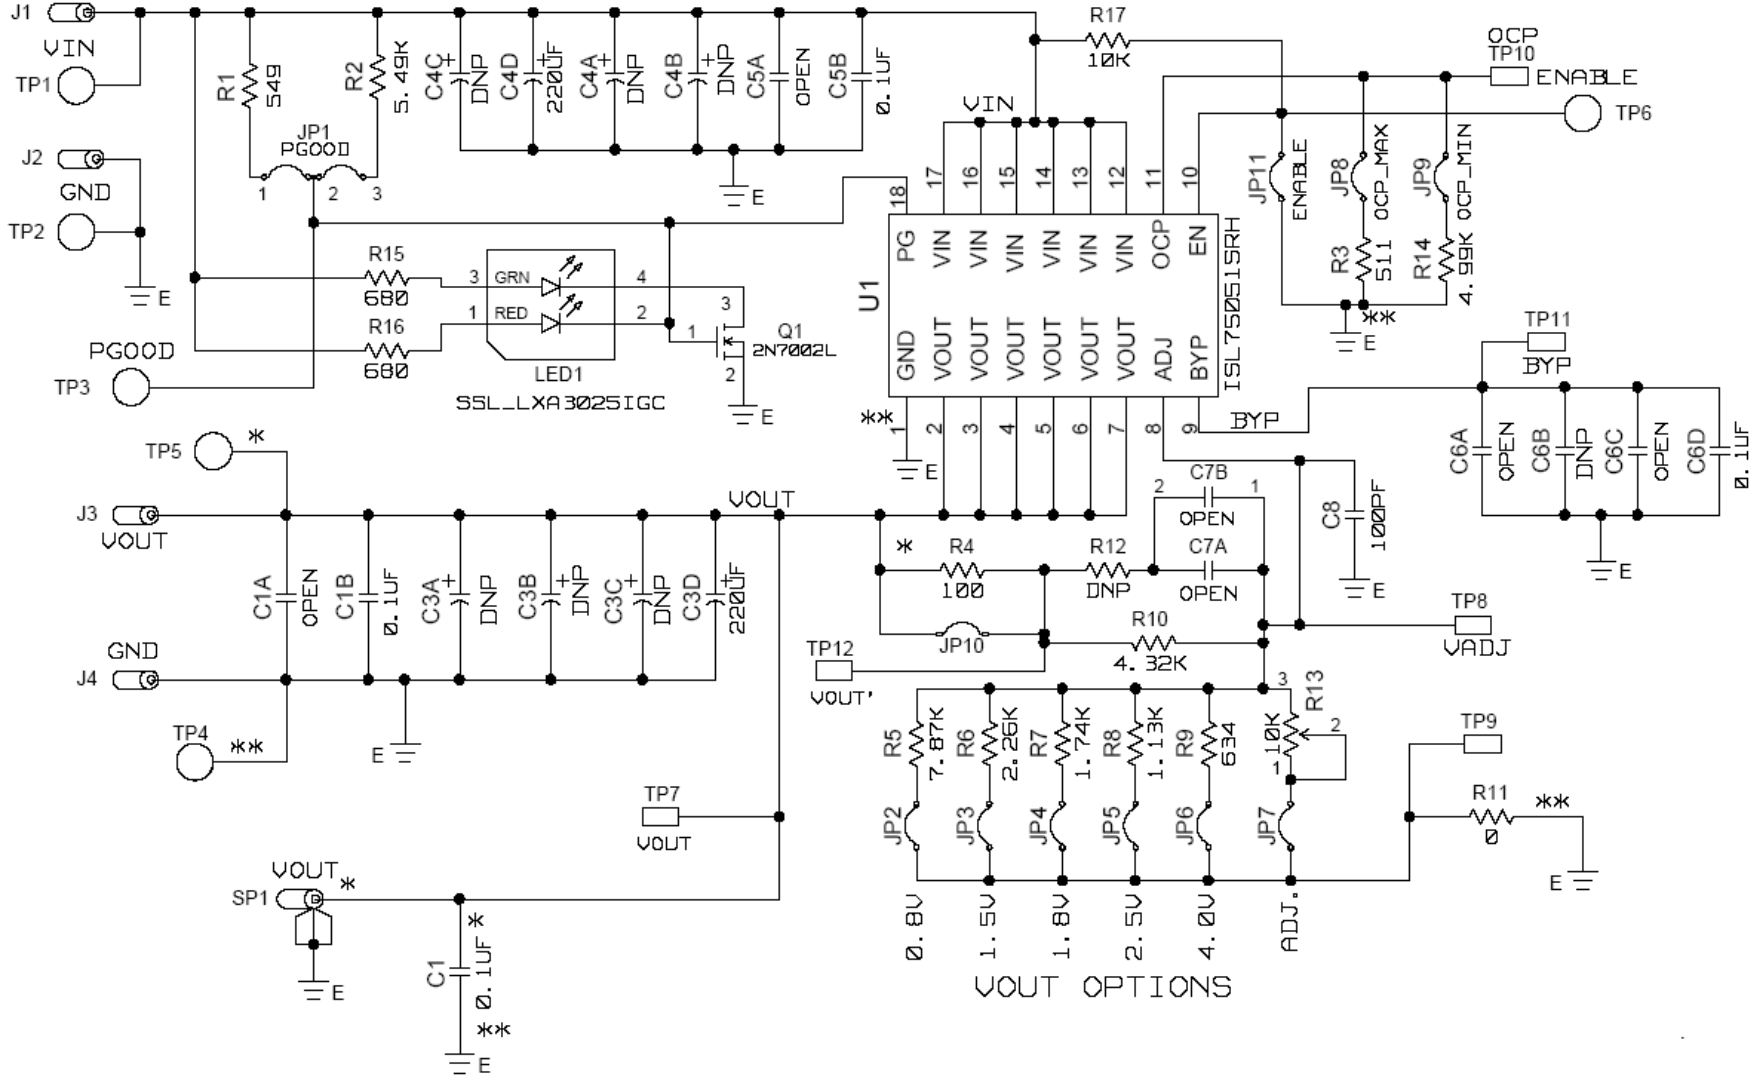 J1
VIN
TP1
J2
GND
TP2
E
R1
549
R2
5.49K
JP1
PGOOD
1
2
3
C4C
+
DNP
C4D
+
220UF
C4A
+
DNP
C4B
+
DNP
C5A
OPEN
C5B
0.1UF
E
R17
10K
VIN
OCP
TP10
ENABLE
TP6
JP11
ENABLE
JP8
OCP_MAX
JP9
OCP_MIN
R3
511
R14
4.99K
**
E
18
17
16
15
14
13
12
11
10
PG
VIN
VIN
VIN
VIN
VIN
VIN
OCP
EN
U1
ISL75051SRH
GND
VOUT
VOUT
VOUT
VOUT
VOUT
VOUT
ADJ
BYP
**
1
2
3
4
5
6
7
8
9
E
BYP
R15
680
R16
680
3
GRN
4
1
RED
2
LED1
SSL_LXA3025IGC
3
1
Q1
2N7002L
2
E
PGOOD
TP3
TP11
BYP
C6A
OPEN
C6B
DNP
C6C
OPEN
C6D
0.1UF
E
TP5
*
J3
VOUT
VOUT
C1A
OPEN
C1B
0.1UF
C3A
+
DNP
C3B
+
DNP
C3C
+
DNP
C3D
+
220UF
GND
J4
TP4
**
E
*
R4
100
R12
DNP
C7B
2
1
OPEN
C7A
OPEN
C8
100PF
E
JP10
R10
4.32K
TP12
VOUT'
TP8
VADJ
R5
7.87K
R6
2.26K
R7
1.74K
R8
1.13K
R9
634
3
R13
10K
2
1
JP2
JP3
JP4
JP5
JP6
JP7
TP9
R11
**
0
E
0.8V
1.5V
1.8V
2.5V
4.0V
ADJ.
VOUT OPTIONS
TP7
VOUT
VOUT
SP1
*
E
*
C1
0.1UF
**
E